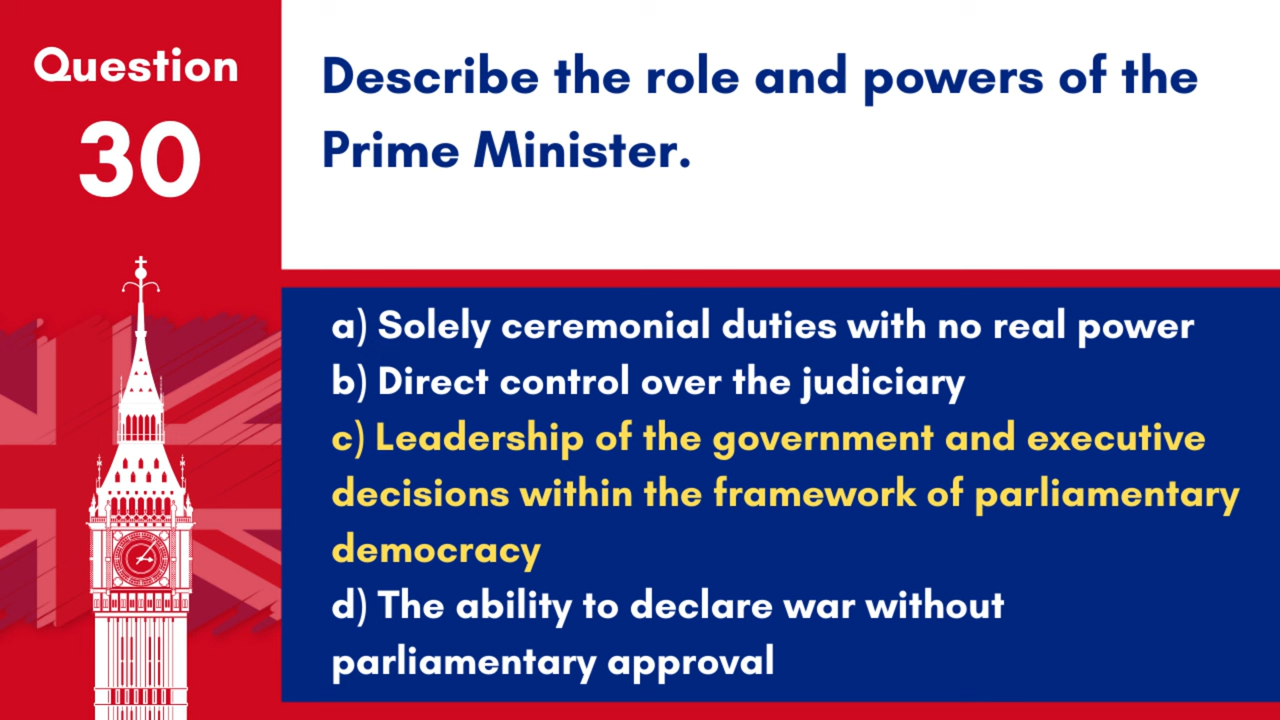 Question
30
Describe the role and powers of the
Prime Minister.
a) Solely ceremonial duties with no real power
b) Direct control over the judiciary
c) Leadership of the government and executive
decisions within the framework of parliamentary
democracy
d) The ability to declare war without
parliamentary approval